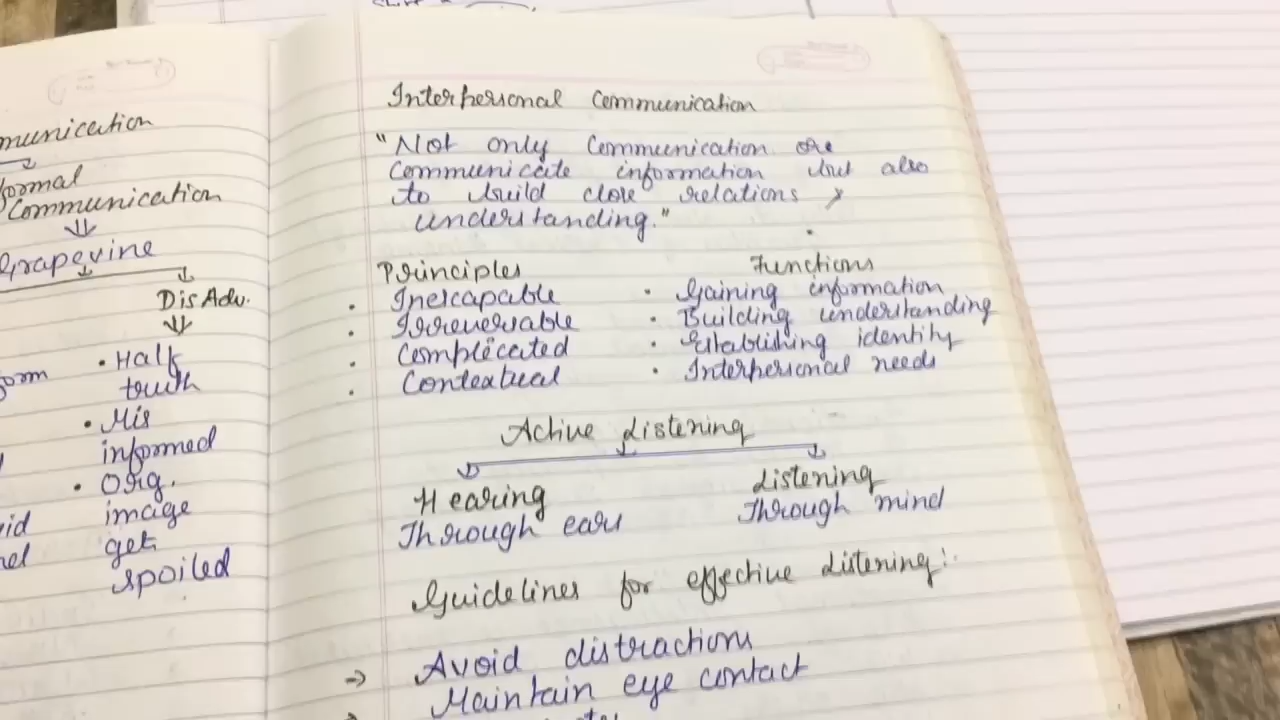 munication
formal
Communication
Grapevine
DisAdv.
• Half
truth
• Mis
informed
• Orig.
image
get
spoiled
form
Interpersonal Communication
"Not only communication are
communicate information but also
to build close relations &
understanding."
Principles
• Inescapable
• Irreversable
• Complicated
• Contextual
Functions
• Gaining information
• Building understanding
• Establishing identity
• Interpersonal needs
Active Listening
Hearing
Through ears
Listening
Through mind
Guidelines for effective listening:
→ Avoid distractions
Maintain eye contact